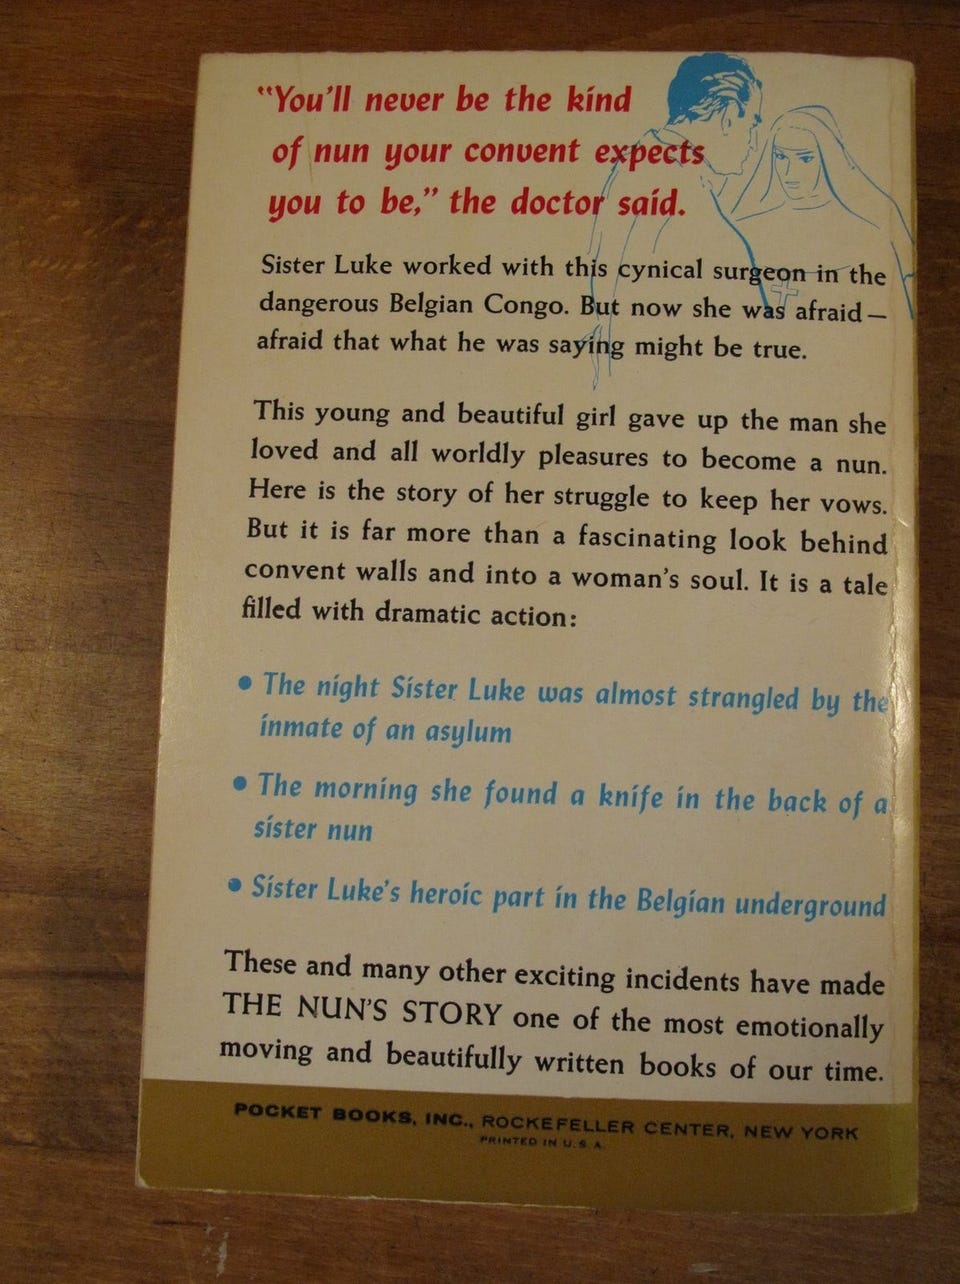 "You'll never be the kind
of nun your convent expects
you to be," the doctor said.
Sister Luke worked with this cynical surgeon in the
dangerous Belgian Congo. But now she was afraid—
afraid that what he was saying might be true.
This young and beautiful girl gave up the man she
loved and all worldly pleasures to become a nun.
Here is the story of her struggle to keep her vows.
But it is far more than a fascinating look behind
convent walls and into a woman's soul. It is a tale
filled with dramatic action:
• The night Sister Luke was almost strangled by the
inmate of an asylum
• The morning she found a knife in the back of a
sister nun
• Sister Luke's heroic part in the Belgian underground
These and many other exciting incidents have made
THE NUN'S STORY one of the most emotionally
moving and beautifully written books of our time.
POCKET BOOKS, INC., ROCKEFELLER CENTER, NEW YORK
PRINTED IN U.S.A.